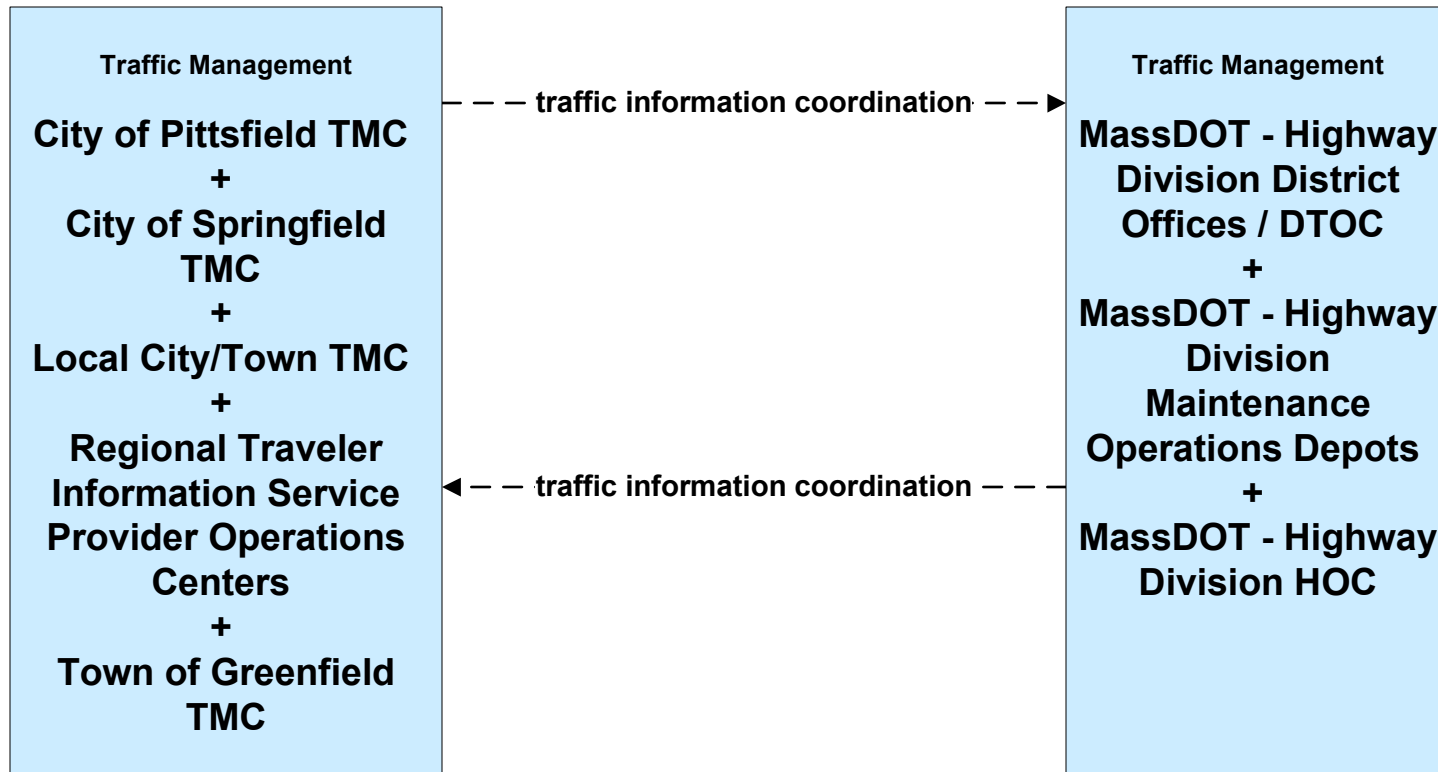 Traffic Management
City of Pittsfield TMC
+
City of Springfield
TMC
+
Local City/Town TMC
+
Regional Traveler
Information Service
Provider Operations
Centers
+
Town of Greenfield
TMC
traffic information coordination
traffic information coordination
Traffic Management
MassDOT - Highway
Division District
Offices / DTOC
+
MassDOT - Highway
Division
Maintenance
Operations Depots
+
MassDOT - Highway
Division HOC